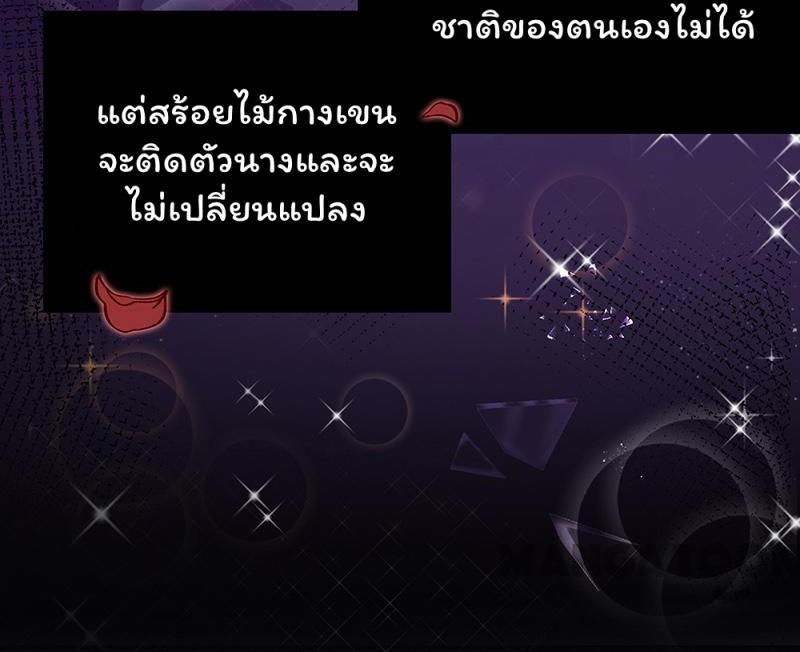 ชาติของตนเองไม่ได้
แต่สร้อยไม้กางเขน
จะติดตัวนางและจะ
ไม่เปลี่ยนแปลง
MANGATOON